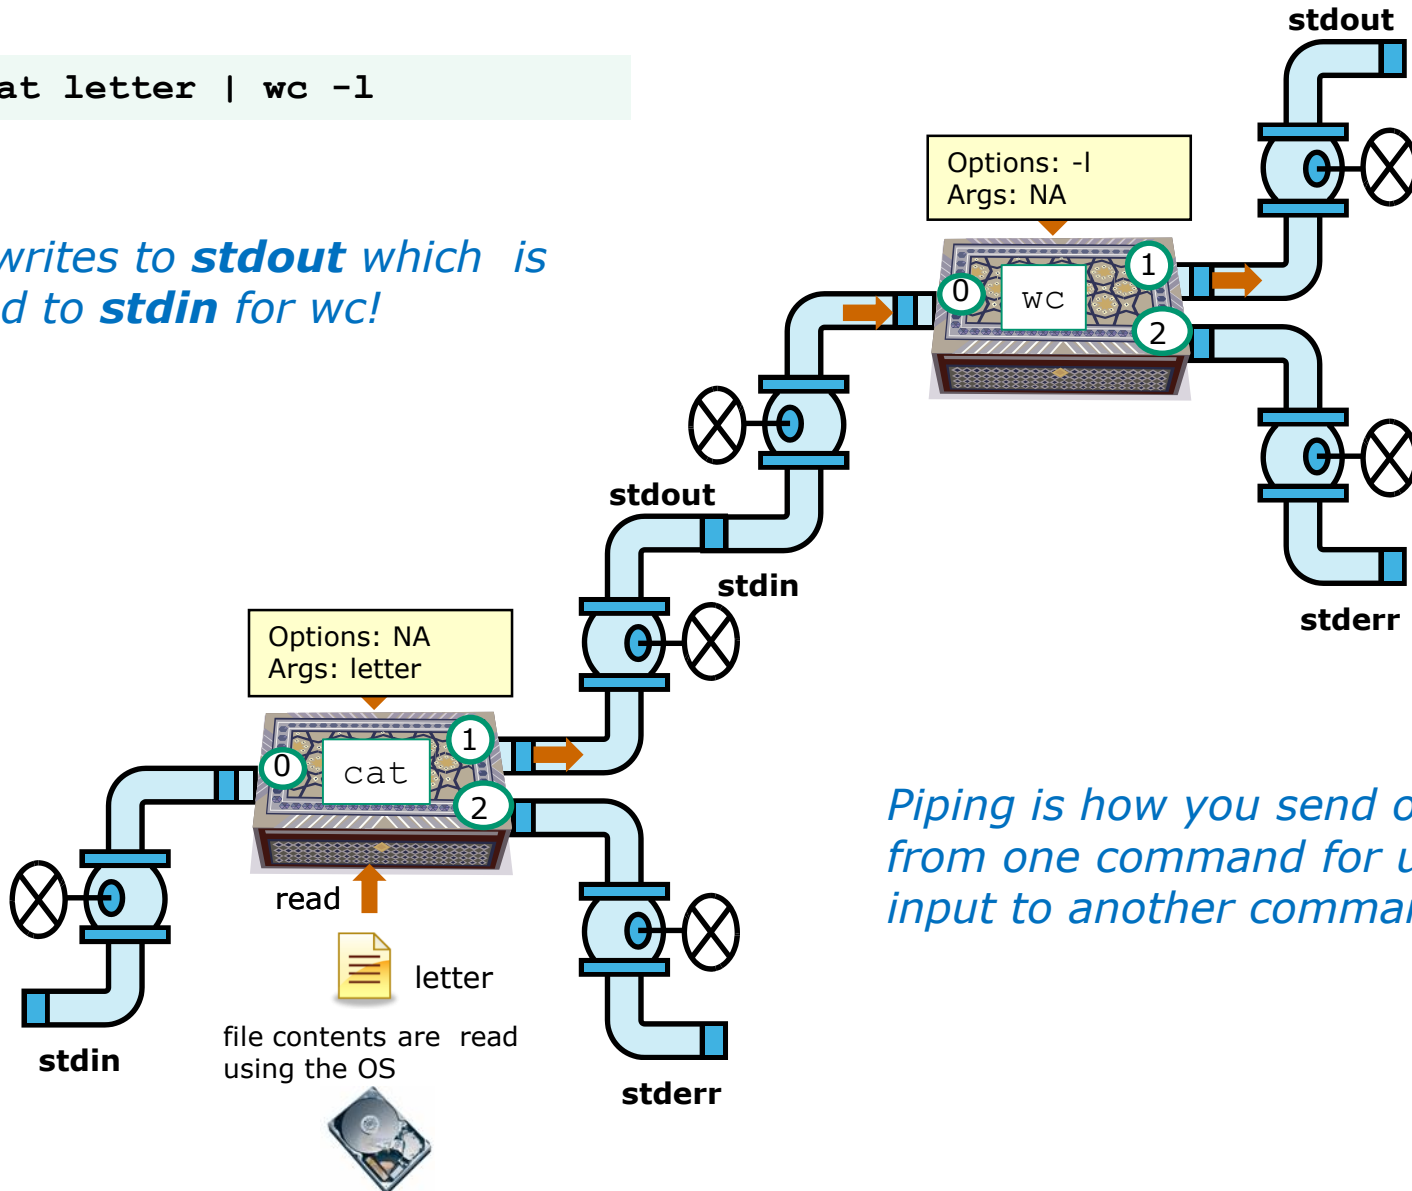 stdout
at letter | wc -l
Options: -l
Args: NA
writes to stdout which is
d to stdin for wc!
0
wc
1
2
stdout
stdin
stderr
Options: NA
Args: letter
0
cat
1
2
Piping is how you send
from one command for
input to another
read
letter
file contents are read
using the OS
stdin
stderr